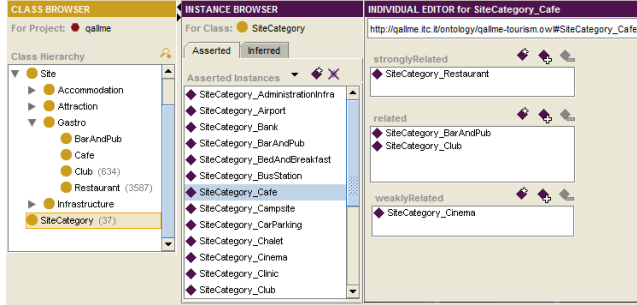 CLASS BROWSER
For Project: qallme
Class Hierarchy
Site
Accommodation
Attraction
Gastro
BarAndPub
Cafe
Club (634)
Restaurant (3587)
Infrastructure
SiteCategory (37)
INSTANCE BROWSER
For Class: SiteCategory
Asserted Inferred
Asserted Instances
SiteCategory_AdministrationInfra
SiteCategory_Airport
SiteCategory_Bank
SiteCategory_BarAndPub
SiteCategory_BedAndBreakfast
SiteCategory_BusStation
SiteCategory_Cafe
SiteCategory_Campsite
SiteCategory_CarParking
SiteCategory_Chalet
SiteCategory_Cinema
SiteCategory_Clinic
SiteCategory_Club
INDIVIDUAL EDITOR for SiteCategory_Cafe
http://qallme.itc.it/ontology/qallme-tourism.owl#SiteCategory_Cafe
stronglyRelated
SiteCategory_Restaurant
related
SiteCategory_BarAndPub
SiteCategory_Club
weaklyRelated
SiteCategory_Cinema